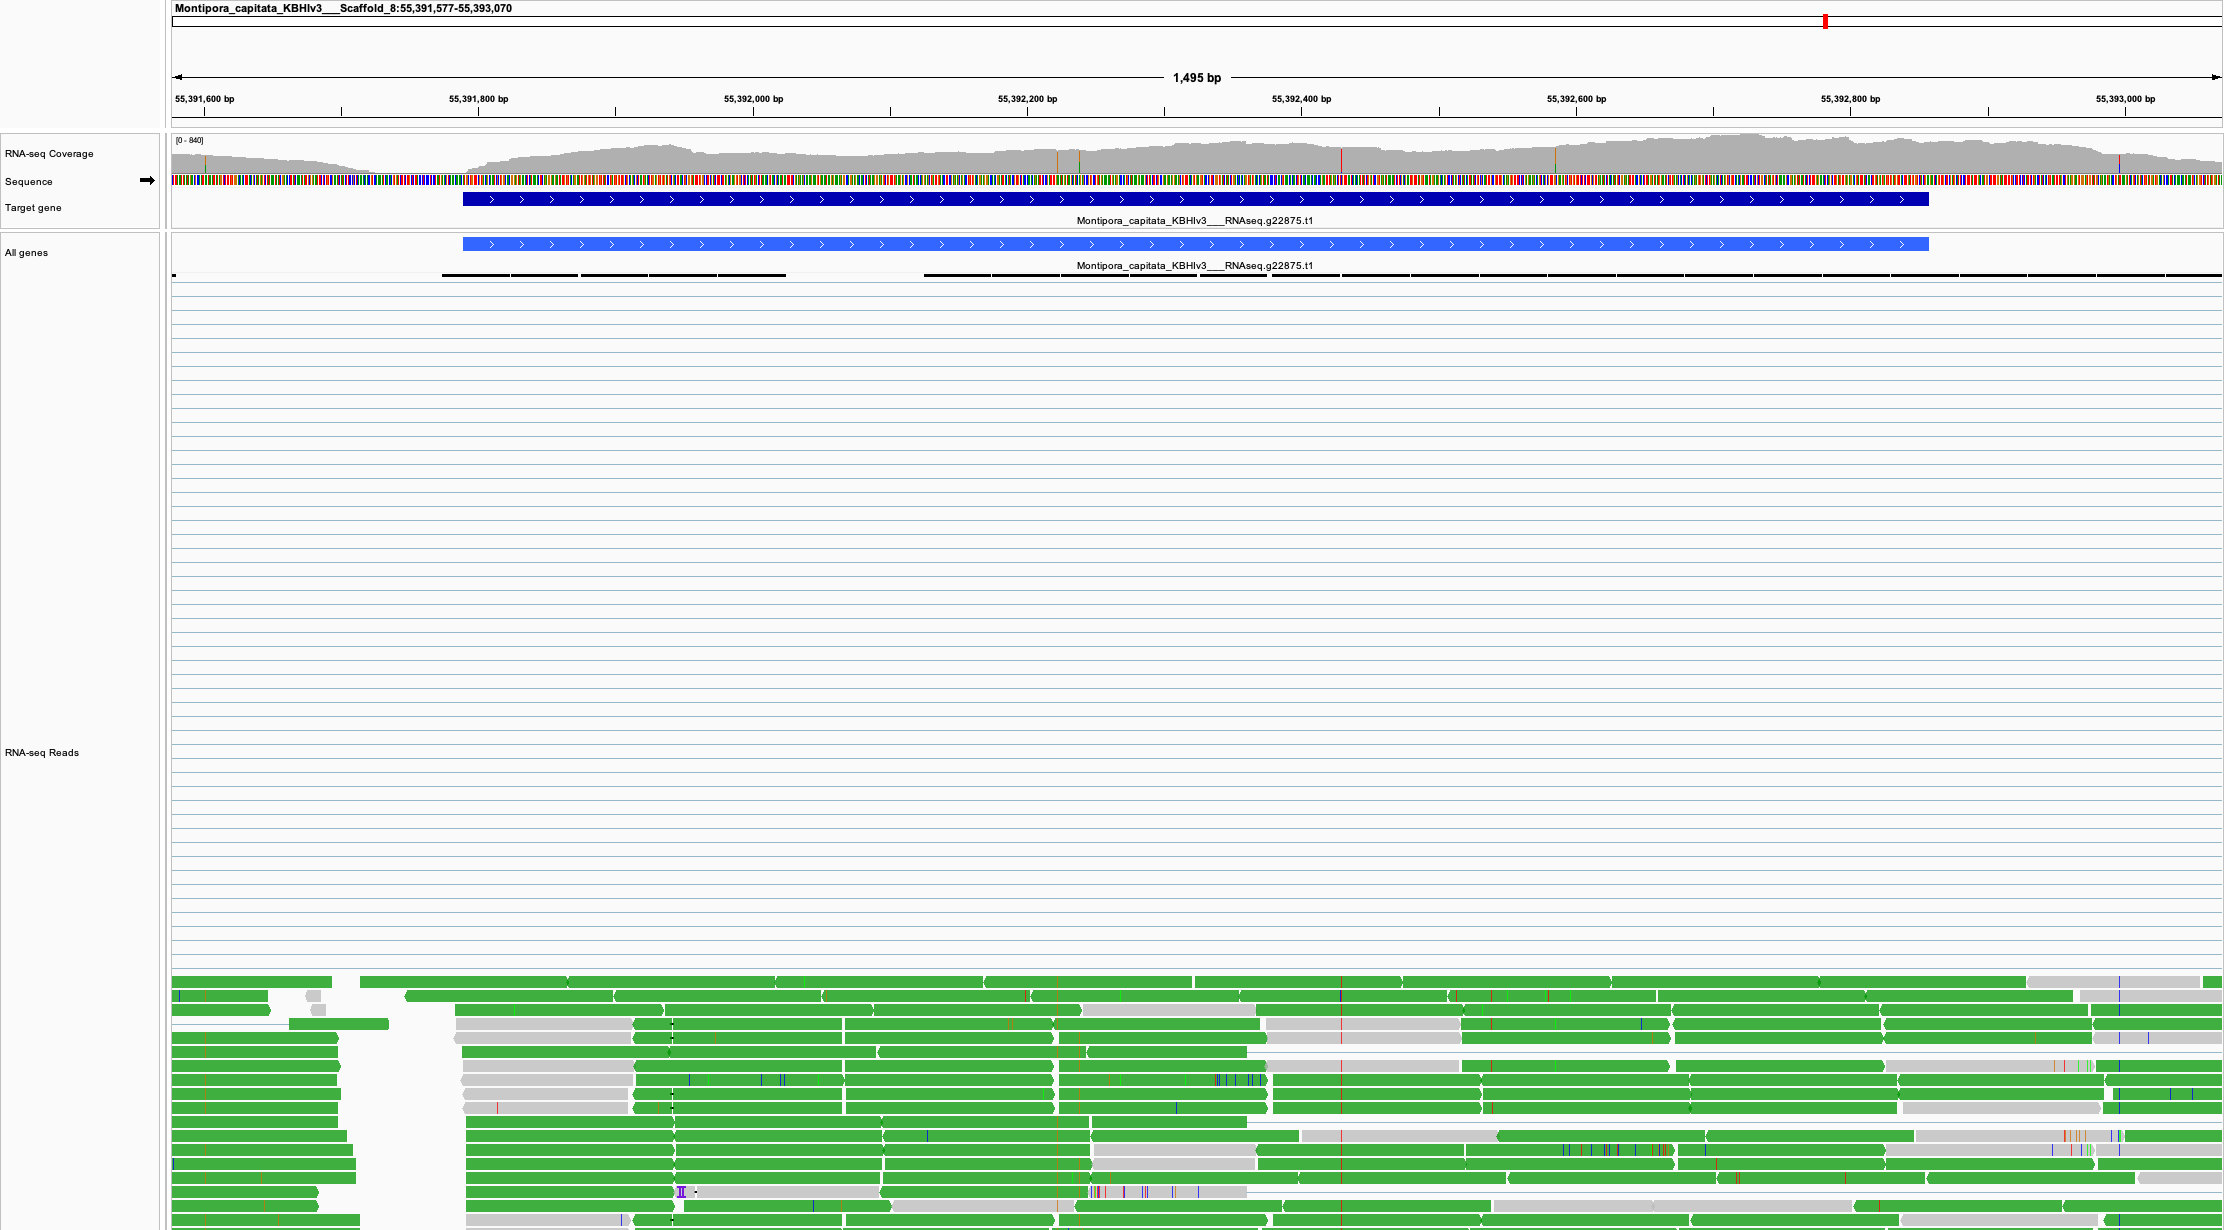 Montipora_capitata_KBHIv3___Scaffold_8:55,391,577-55,393,070
1,495 bp
55,391,600 bp 55,391,800 bp 55,392,000 bp 55,392,200 bp 55,392,400 bp 55,392,600 bp 55,392,800 bp 55,393,000 bp
[0 - 840]
RNA-seq Coverage
Sequence
Target gene
Montipora_capitata_KBHIv3___RNAseq.g22875.t1
All genes
Montipora_capitata_KBHIv3___RNAseq.g22875.t1
RNA-seq Reads